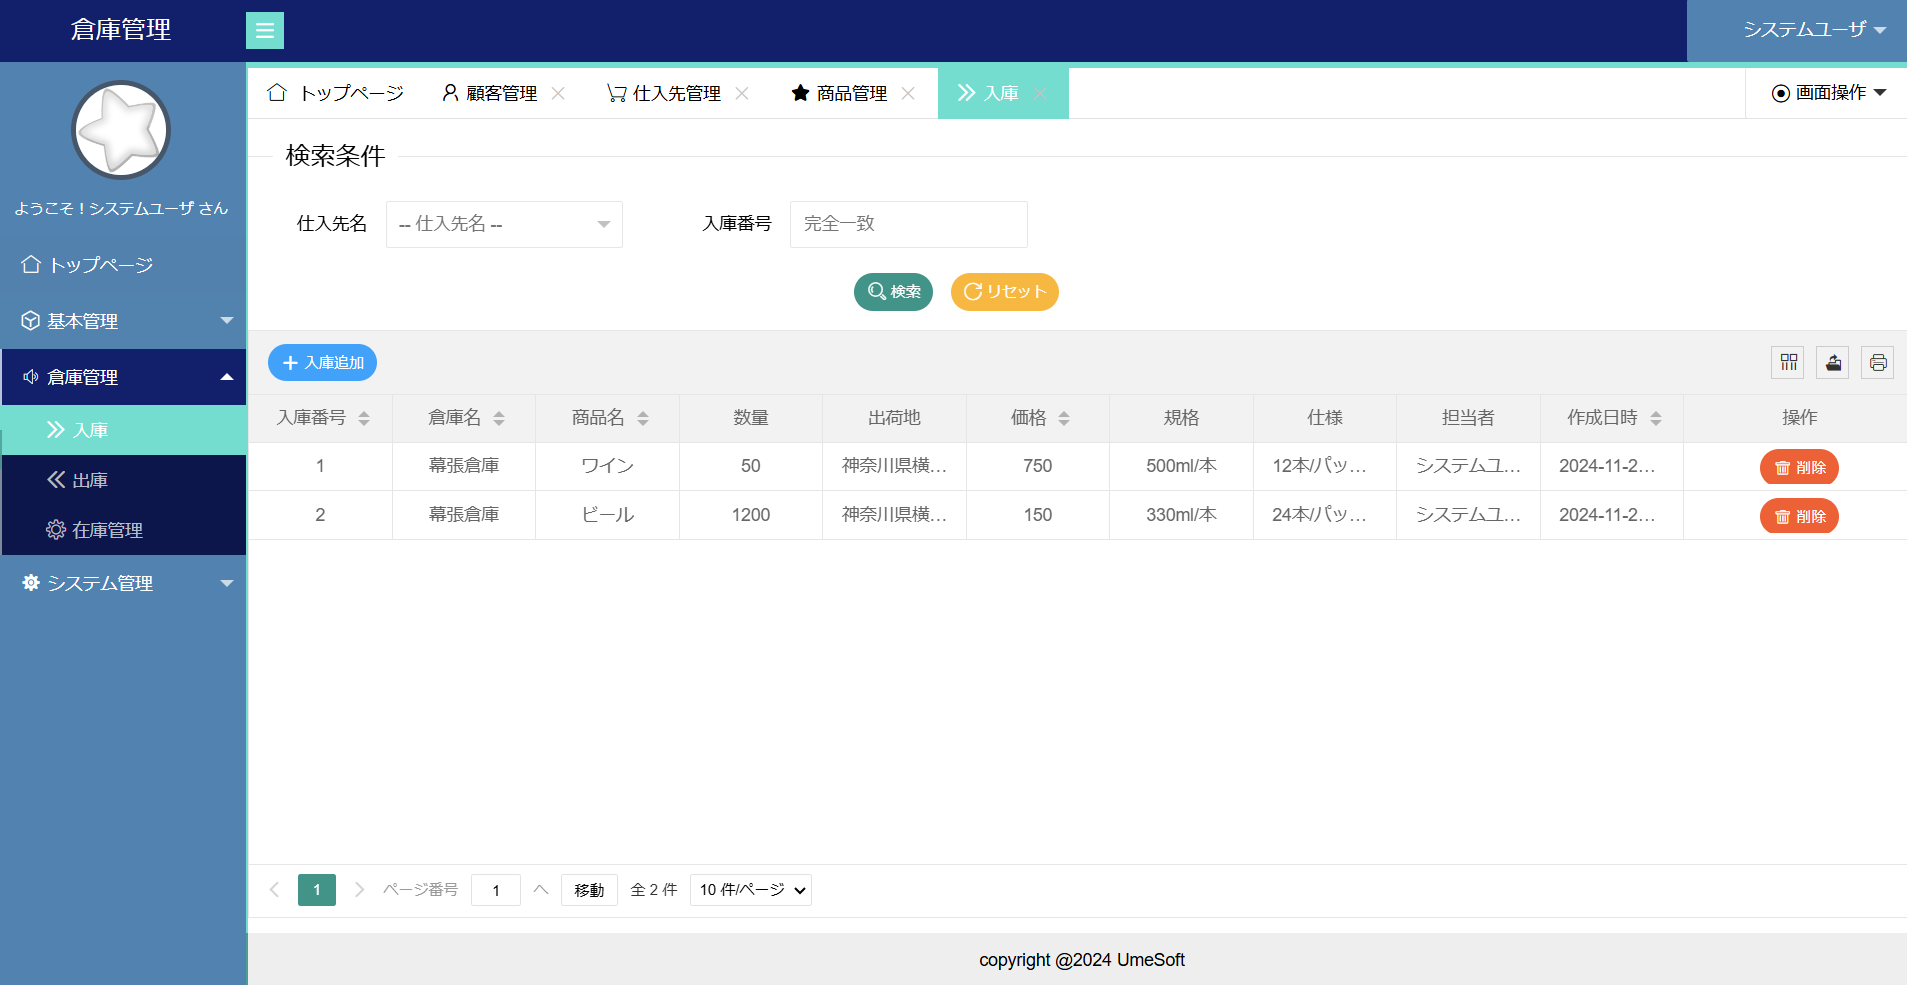 倉庫管理
システムユーザ
ようこそ！システムユーザ さん
トップページ
基本管理
倉庫管理
入庫
出庫
在庫管理
システム管理
トップページ 顧客管理 仕入先管理 商品管理 入庫 画面操作
検索条件
仕入先名 -- 仕入先名 -- 入庫番号 完全一致
検索 リセット
入庫追加
入庫番号 倉庫名 商品名 数量 出荷地 価格 規格 仕様 担当者 作成日時 操作
1 幕張倉庫 ワイン 50 神奈川県横... 750 500ml/本 12本/パッ... システムユ... 2024-11-2... 削除
2 幕張倉庫 ビール 1200 神奈川県横... 150 330ml/本 24本/パッ... システムユ... 2024-11-2... 削除
1 ページ番号 1 へ 移動 全 2 件 10 件/ページ
copyright @2024 UmeSoft